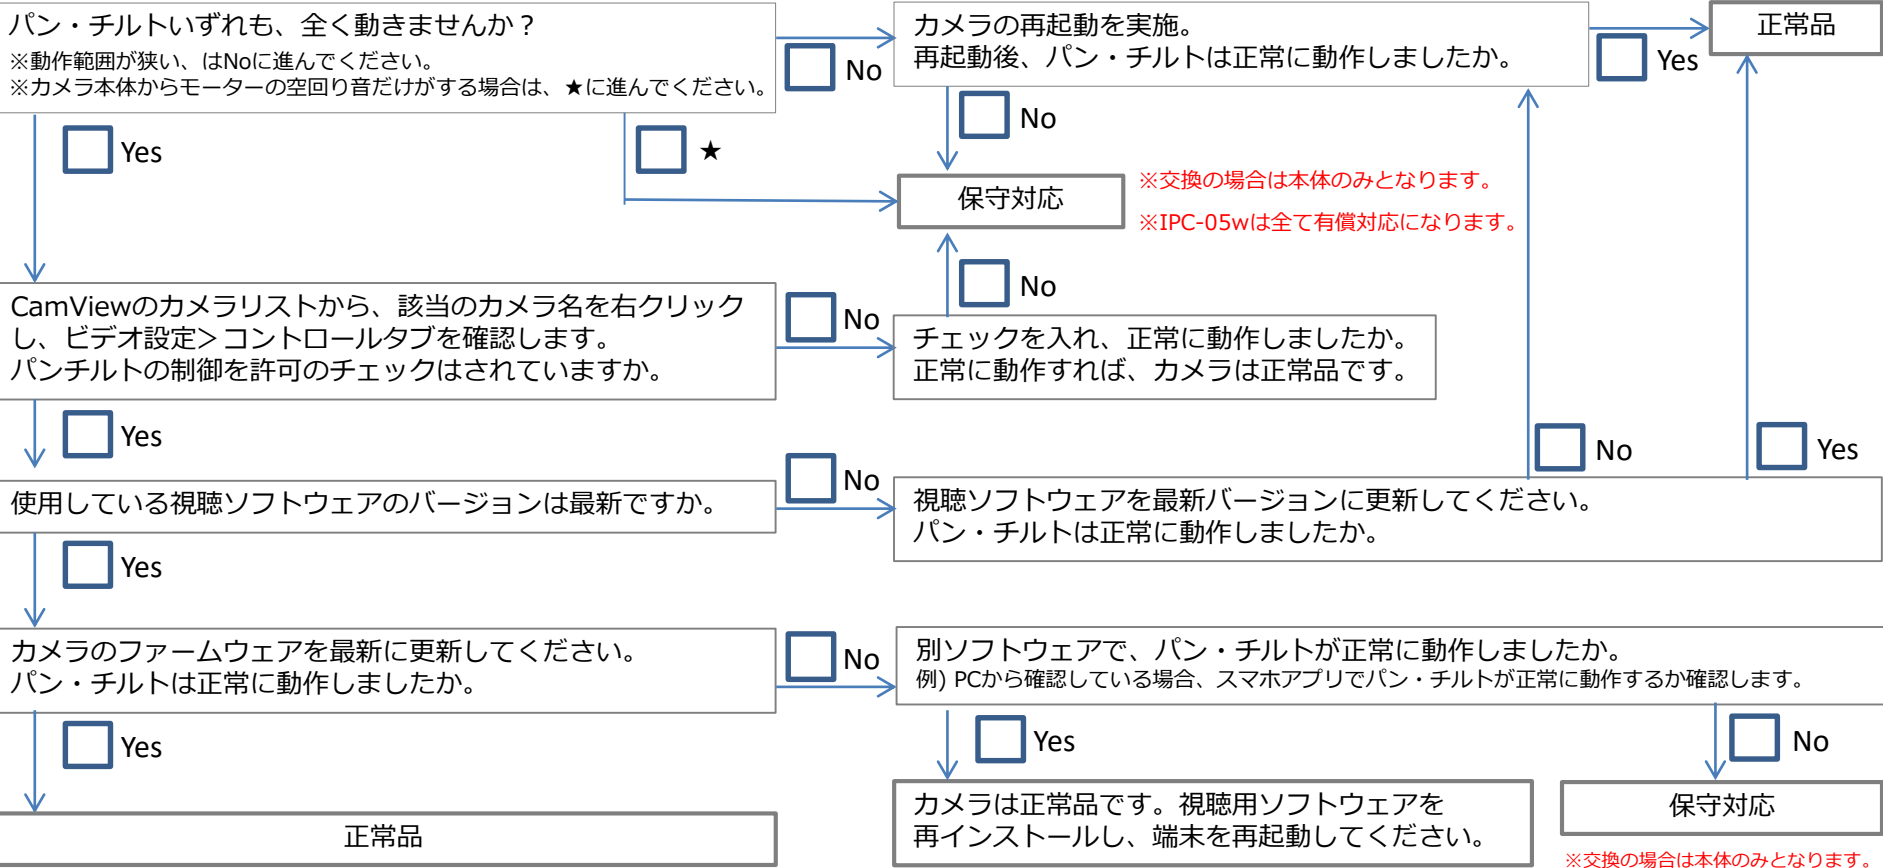 パン・チルトいずれも、全く動きませんか？
※動作範囲が狭い、はNoに進んでください。
※カメラ本体からモーターの空回り音だけがする場合は、★に進んでください。
No
カメラの再起動を実施。
再起動後、パン・チルトは正常に動作しましたか。
Yes
正常品
Yes
★
No
保守対応
※交換の場合は本体のみとなります。
※IPC-05wは全て有償対応になります。
No
CamViewのカメラリストから、該当のカメラ名を右クリック
し、ビデオ設定＞コントロールタブを確認します。
パンチルトの制御を許可のチェックはされていますか。
No
チェックを入れ、正常に動作しましたか。
正常に動作すれば、カメラは正常品です。
Yes
No
No
Yes
使用している視聴ソフトウェアのバージョンは最新ですか。
視聴ソフトウェアを最新バージョンに更新してください。
パン・チルトは正常に動作しましたか。
Yes
カメラのファームウェアを最新に更新してください。
パン・チルトは正常に動作しましたか。
No
別ソフトウェアで、パン・チルトが正常に動作しましたか。
例) PCから確認している場合、スマホアプリでパン・チルトが正常に動作するか確認します。
Yes
Yes
No
正常品
カメラは正常品です。視聴用ソフトウェアを
再インストールし、端末を再起動してください。
保守対応
※交換の場合は本体のみとなります。